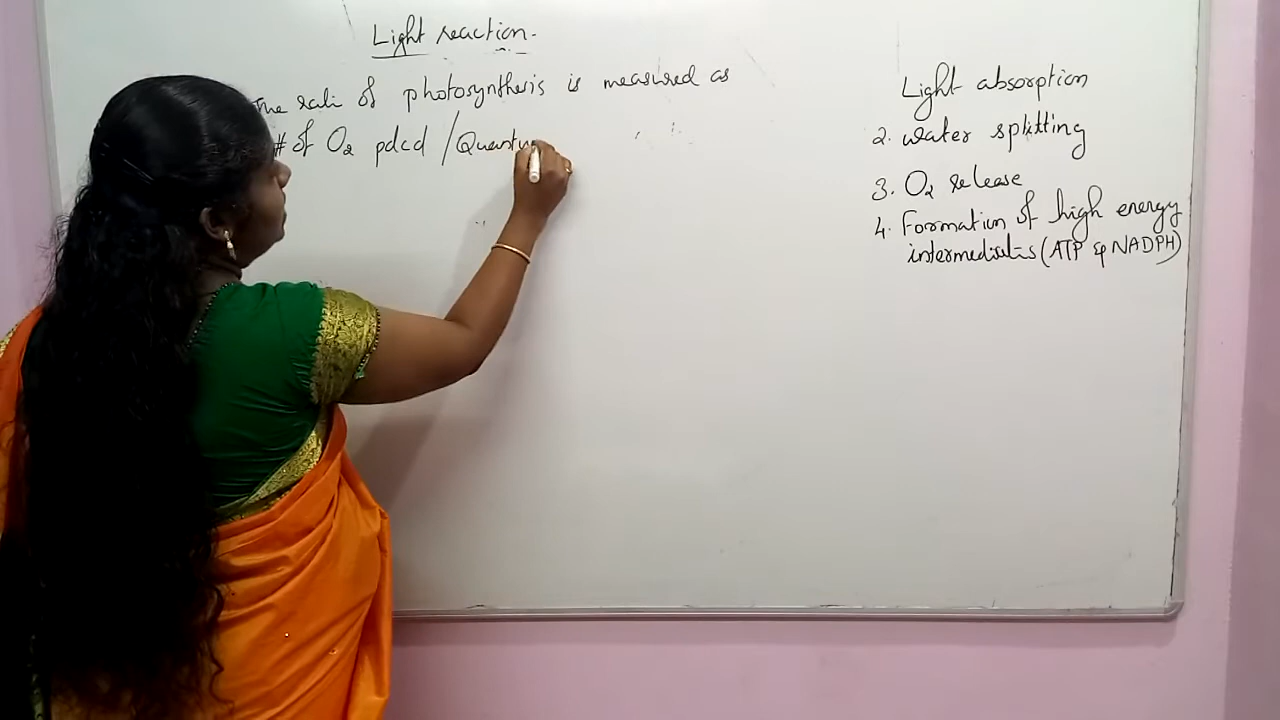 Light reaction.
The rate of photosynthesis is measured as
# of O2 pdcd / Quantu
Light absorption
2. water splitting
3. O2 release
4. Formation of high energy
intermediates (ATP & NADPH)